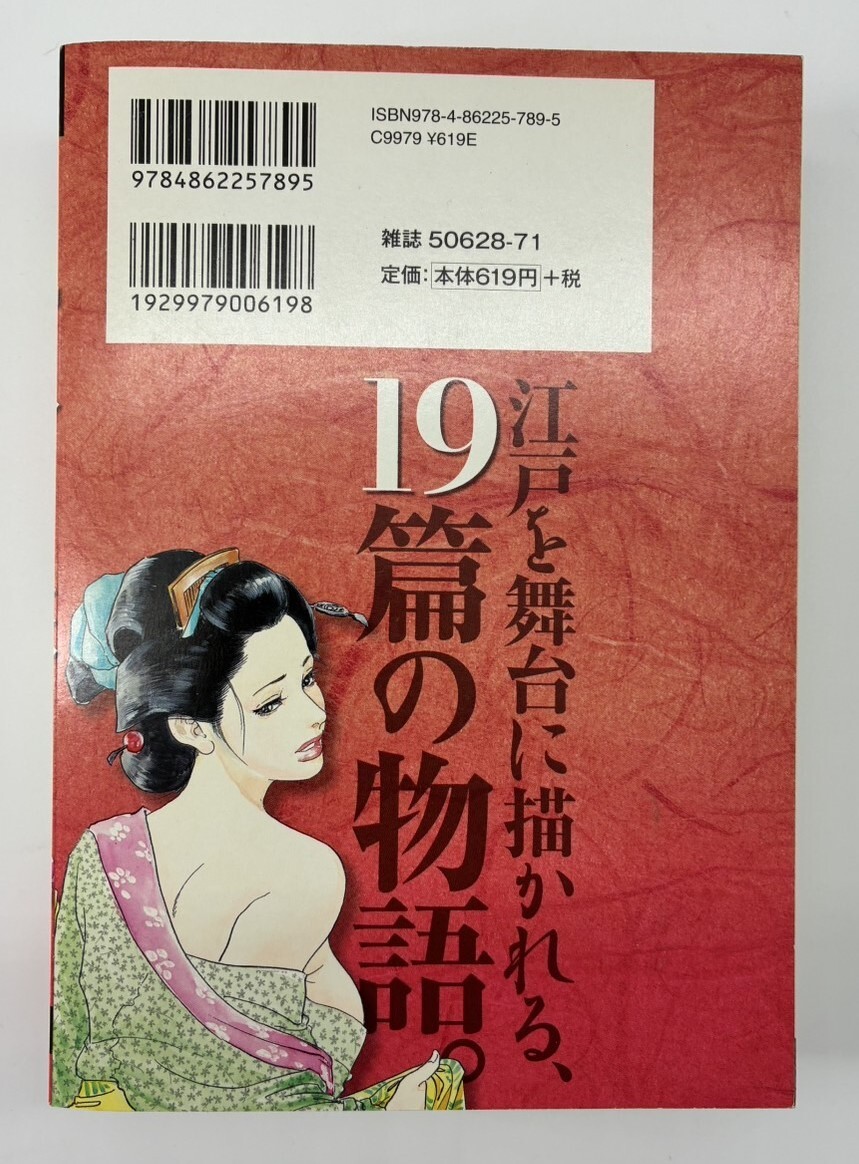 ISBN978-4-86225-789-5
C9979 ¥619E
9784862257895
雑誌 50628-71
定価：本体619円＋税
1929979006198
江戸を舞台に描かれる、
19篇の物語。